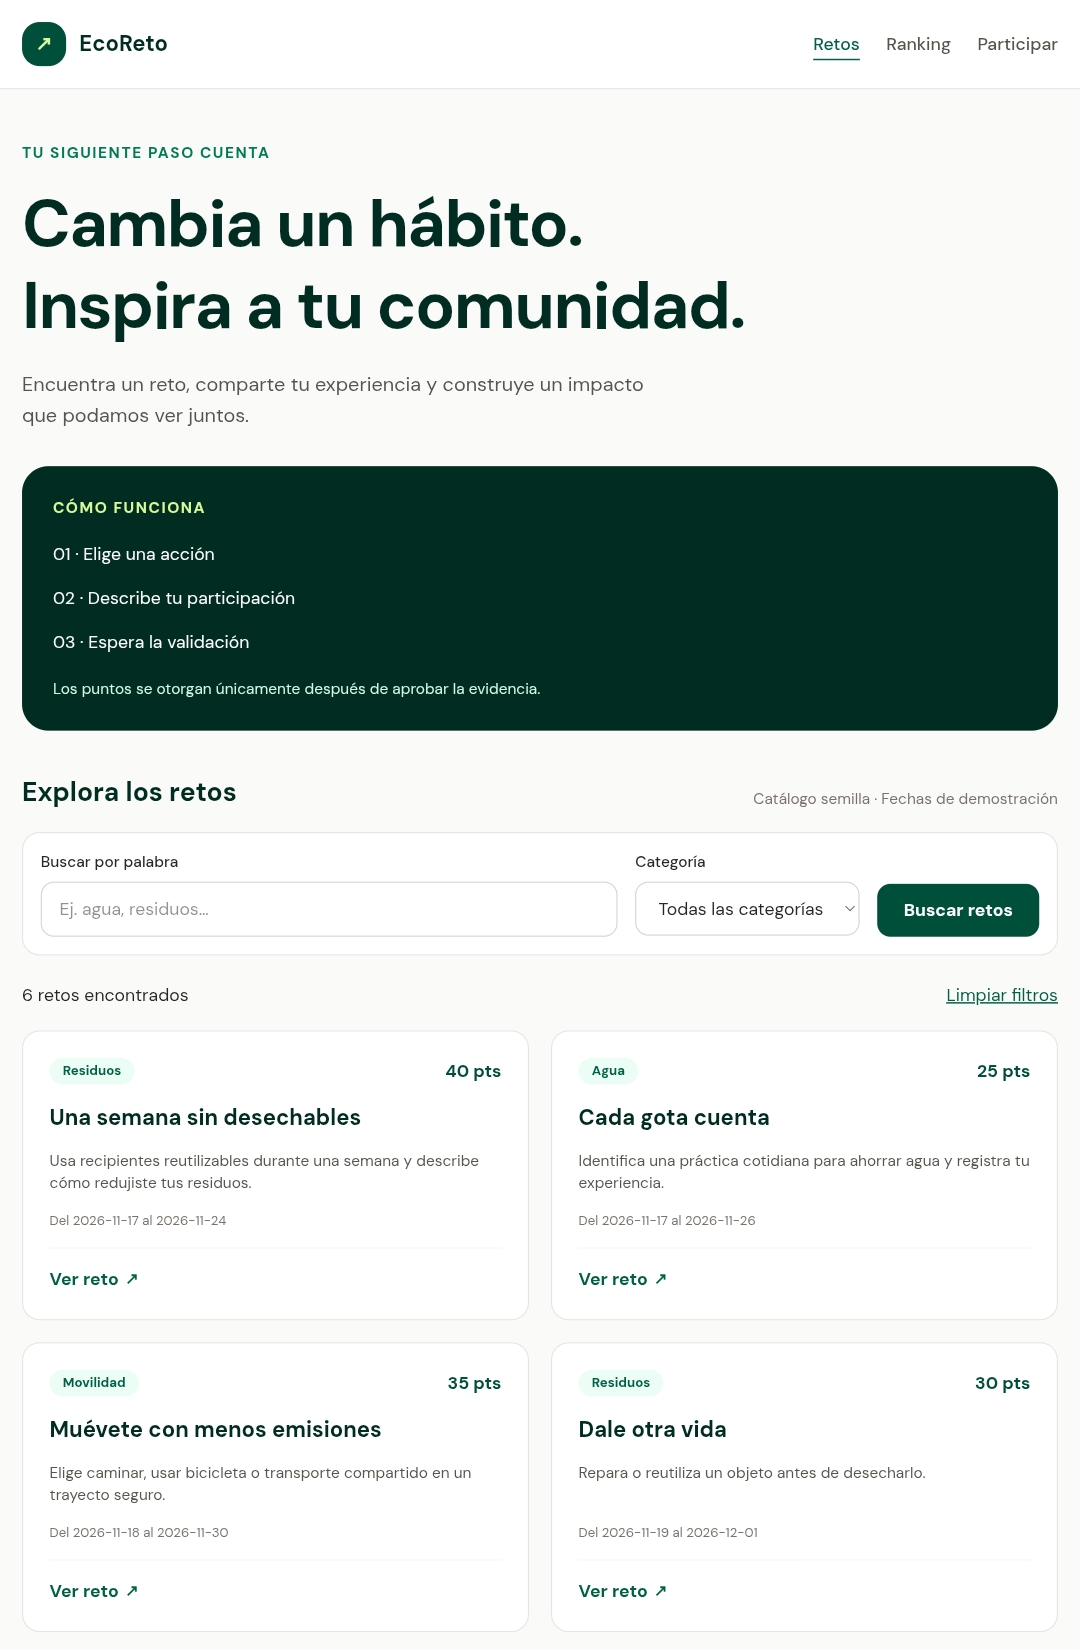 ↗ EcoReto
Retos Ranking Participar
TU SIGUIENTE PASO CUENTA
Cambia un hábito.
Inspira a tu comunidad.
Encuentra un reto, comparte tu experiencia y construye un impacto
que podamos ver juntos.
CÓMO FUNCIONA
01 · Elige una acción
02 · Describe tu participación
03 · Espera la validación
Los puntos se otorgan únicamente después de aprobar la evidencia.
Explora los retos
Catálogo semilla · Fechas de demostración
Buscar por palabra
Ej. agua, residuos...
Categoría
Todas las categorías
Buscar retos
6 retos encontrados
Limpiar filtros
Residuos
40 pts
Una semana sin desechables
Usa recipientes reutilizables durante una semana y describe
cómo redujiste tus residuos.
Del 2026-11-17 al 2026-11-24
Ver reto ↗
Agua
25 pts
Cada gota cuenta
Identifica una práctica cotidiana para ahorrar agua y registra tu
experiencia.
Del 2026-11-17 al 2026-11-26
Ver reto ↗
Movilidad
35 pts
Muévete con menos emisiones
Elige caminar, usar bicicleta o transporte compartido en un
trayecto seguro.
Del 2026-11-18 al 2026-11-30
Ver reto ↗
Residuos
30 pts
Dale otra vida
Repara o reutiliza un objeto antes de desecharlo.
Del 2026-11-19 al 2026-12-01
Ver reto ↗